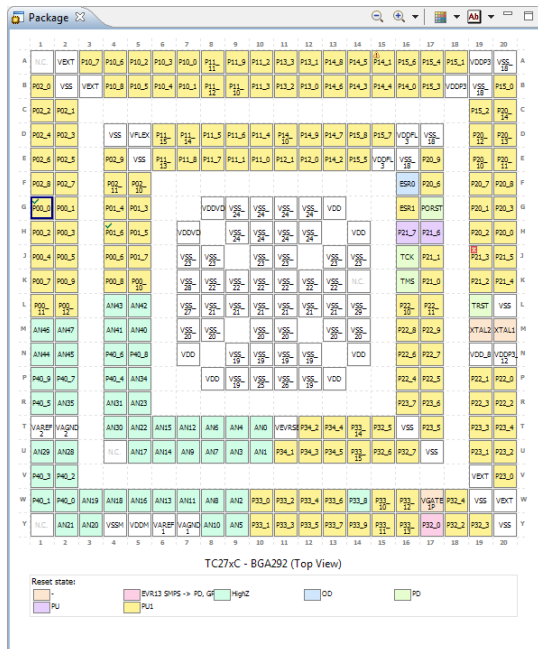 Package
1 2 3 4 5 6 7 8 9 10 11 12 13 14 15 16 17 18 19 20
A N.C. VEXT P10_7 P10_6 P10_2 P10_3 P10_0 P11_11 P11_9 P11_2 P13_3 P13_1 P14_8 P14_5 P14_1 P15_6 P15_4 P15_1 VDDP3 VSS_18 A
B P02_0 VSS VEXT P10_8 P10_5 P10_4 P10_1 P11_12 P11_10 P11_3 P13_2 P13_0 P14_6 P14_3 P14_4 P14_0 P15_3 VDDP3 VSS_18 P15_0 B
C P02_2 P02_1 P15_2 P20_14 C
D P02_4 P02_3 VSS VFLEX P11_15 P11_14 P11_5 P11_6 P11_4 P14_10 P14_9 P14_7 P15_8 P15_7 VDDFL3 VSS_18 P20_12 P20_13 D
E P02_6 P02_5 P02_9 VSS P11_13 P11_8 P11_7 P11_1 P11_0 P12_1 P12_0 P14_2 P15_5 VDDFL3 VSS_18 P20_9 P20_10 P20_11 E
F P02_8 P02_7 P02_11 P02_10 ESR0 P20_6 P20_7 P20_8 F
G P00_0 P00_1 P01_4 P01_3 VDDVD VSS_24 VSS_24 VSS_24 VSS_24 VDD ESR1 PORST P20_1 P20_3 G
H P00_2 P00_3 P01_6 P01_5 VDDVD VSS_24 VSS_24 VSS_24 VSS_24 VDD P21_7 P21_6 P20_2 P20_0 H
J P00_4 P00_5 P00_6 P01_7 VSS_23 VSS_23 VSS_23 VSS_23 VSS_23 VSS_23 TCK P21_1 P21_3 P21_5 J
K P00_7 P00_9 P00_8 P00_10 VSS_28 VSS_22 VSS_22 VSS_22 VSS_22 VSS_22 N.C. TMS P21_0 P21_2 P21_4 K
L P00_11 P00_12 AN43 AN42 VSS_27 VSS_21 VSS_21 VSS_21 VSS_21 VSS_21 VSS_29 P22_10 P22_11 TRST VSS L
M AN46 AN47 AN41 AN40 VSS_20 VSS_20 VSS_20 VSS_20 VSS_20 VSS_20 P22_8 P22_9 XTAL2 XTAL1 M
N AN44 AN45 P40_6 P40_8 VDD VSS_19 VSS_19 VSS_19 VSS_19 VDD P22_6 P22_7 VDD_8 VDDP3_12 N
P P40_9 P40_7 P40_4 AN34 VDD VSS_19 VSS_25 VSS_26 VSS_19 VDD P22_4 P22_5 P22_1 P22_0 P
R P40_5 AN35 AN31 AN23 P23_7 P23_6 P22_3 P22_2 R
T VAREF2 VAGND2 AN30 AN22 AN15 AN12 AN6 AN4 AN0 VEVRSB P34_2 P34_4 P33_14 P32_5 VSS P23_5 P23_3 P23_4 T
U AN29 AN28 N.C. AN17 AN14 AN9 AN7 AN3 AN1 P34_1 P34_3 P34_5 P33_15 P32_6 P32_7 VSS P23_1 P23_2 U
V P40_3 P40_2 VEXT P23_0 V
W P40_1 P40_0 AN19 AN18 AN16 AN13 AN11 AN8 AN2 P33_0 P33_2 P33_4 P33_6 P33_8 P33_10 P33_12 VGATE1P P32_4 VSS VEXT W
Y N.C. AN21 AN20 VSSM VDDM VAREF1 VAGND1 AN10 AN5 P33_1 P33_3 P33_5 P33_7 P33_9 P33_11 P33_13 P32_0 P32_2 P32_3 VSS Y
1 2 3 4 5 6 7 8 9 10 11 12 13 14 15 16 17 18 19 20
TC27xC - BGA292 (Top View)
Reset state:
- EVR13 SMPS -> PD, GP HighZ OD PD
PU PU1